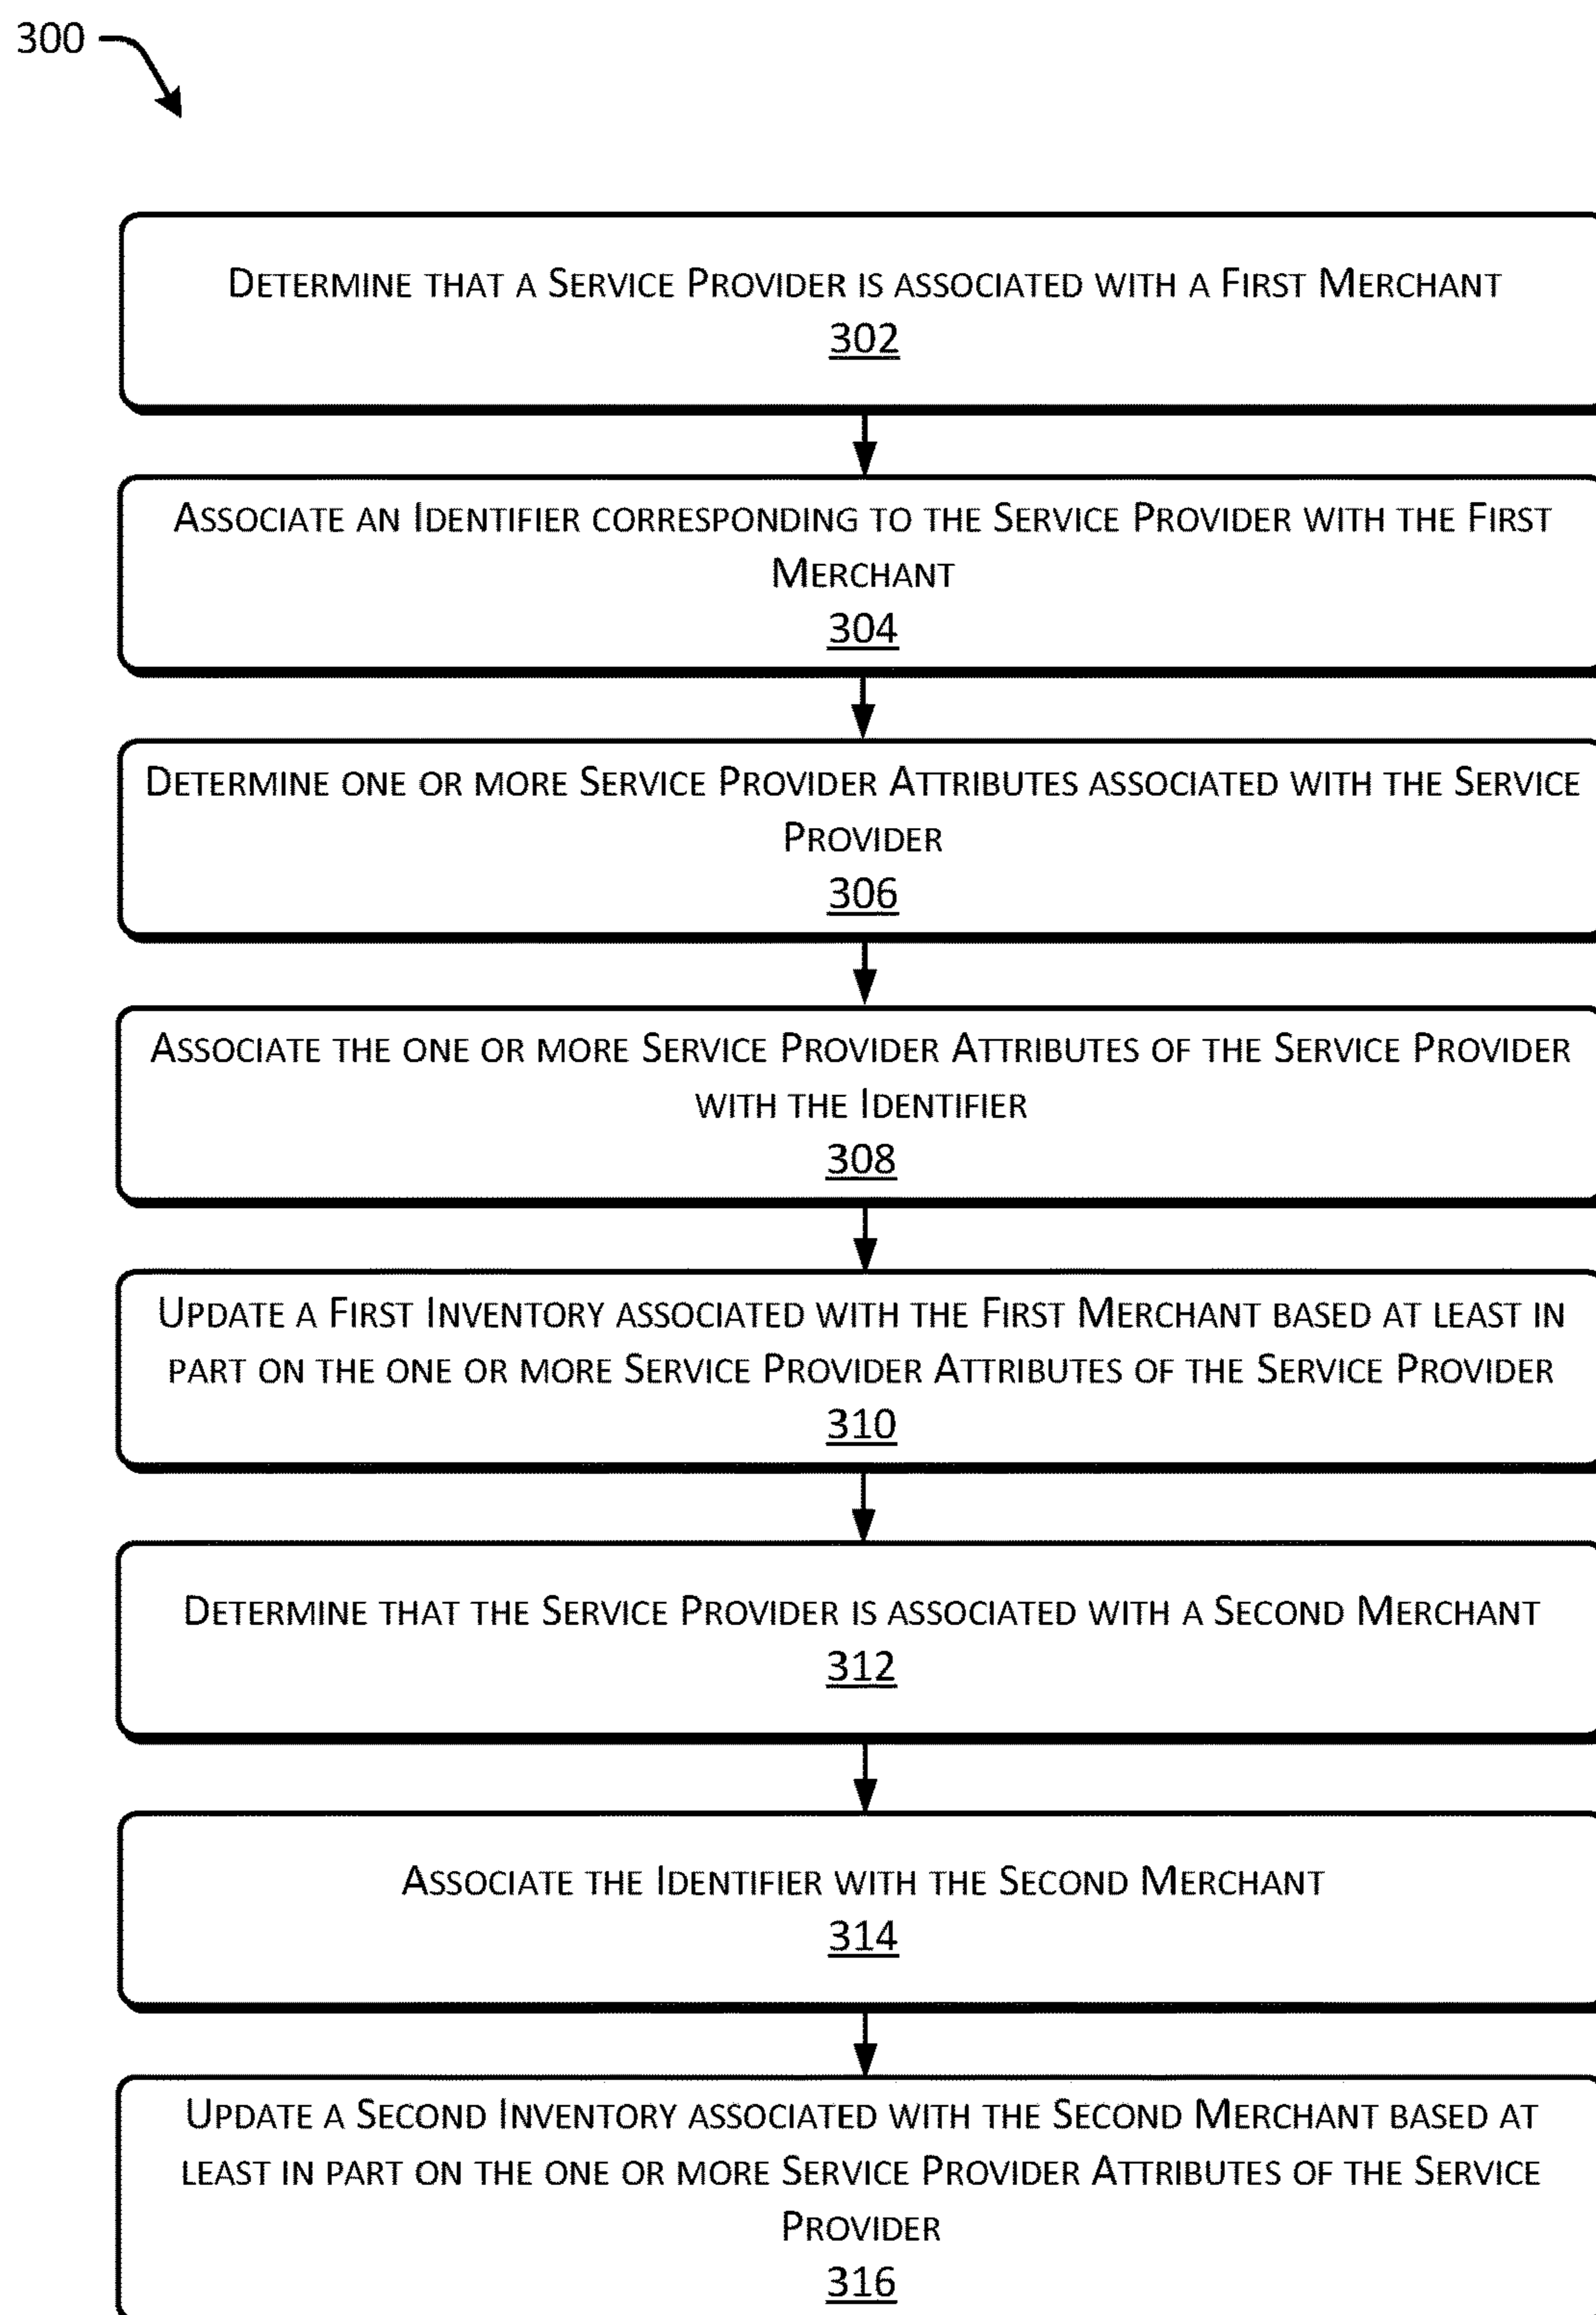 300
DETERMINE THAT A SERVICE PROVIDER IS ASSOCIATED WITH A FIRST MERCHANT
302
ASSOCIATE AN IDENTIFIER CORRESPONDING TO THE SERVICE PROVIDER WITH THE FIRST
MERCHANT
304
DETERMINE ONE OR MORE SERVICE PROVIDER ATTRIBUTES ASSOCIATED WITH THE SERVICE
PROVIDER
306
ASSOCIATE THE ONE OR MORE SERVICE PROVIDER ATTRIBUTES OF THE SERVICE PROVIDER
WITH THE IDENTIFIER
308
UPDATE A FIRST INVENTORY ASSOCIATED WITH THE FIRST MERCHANT BASED AT LEAST IN
PART ON THE ONE OR MORE SERVICE PROVIDER ATTRIBUTES OF THE SERVICE PROVIDER
310
DETERMINE THAT THE SERVICE PROVIDER IS ASSOCIATED WITH A SECOND MERCHANT
312
ASSOCIATE THE IDENTIFIER WITH THE SECOND MERCHANT
314
UPDATE A SECOND INVENTORY ASSOCIATED WITH THE SECOND MERCHANT BASED AT
LEAST IN PART ON THE ONE OR MORE SERVICE PROVIDER ATTRIBUTES OF THE SERVICE
PROVIDER
316